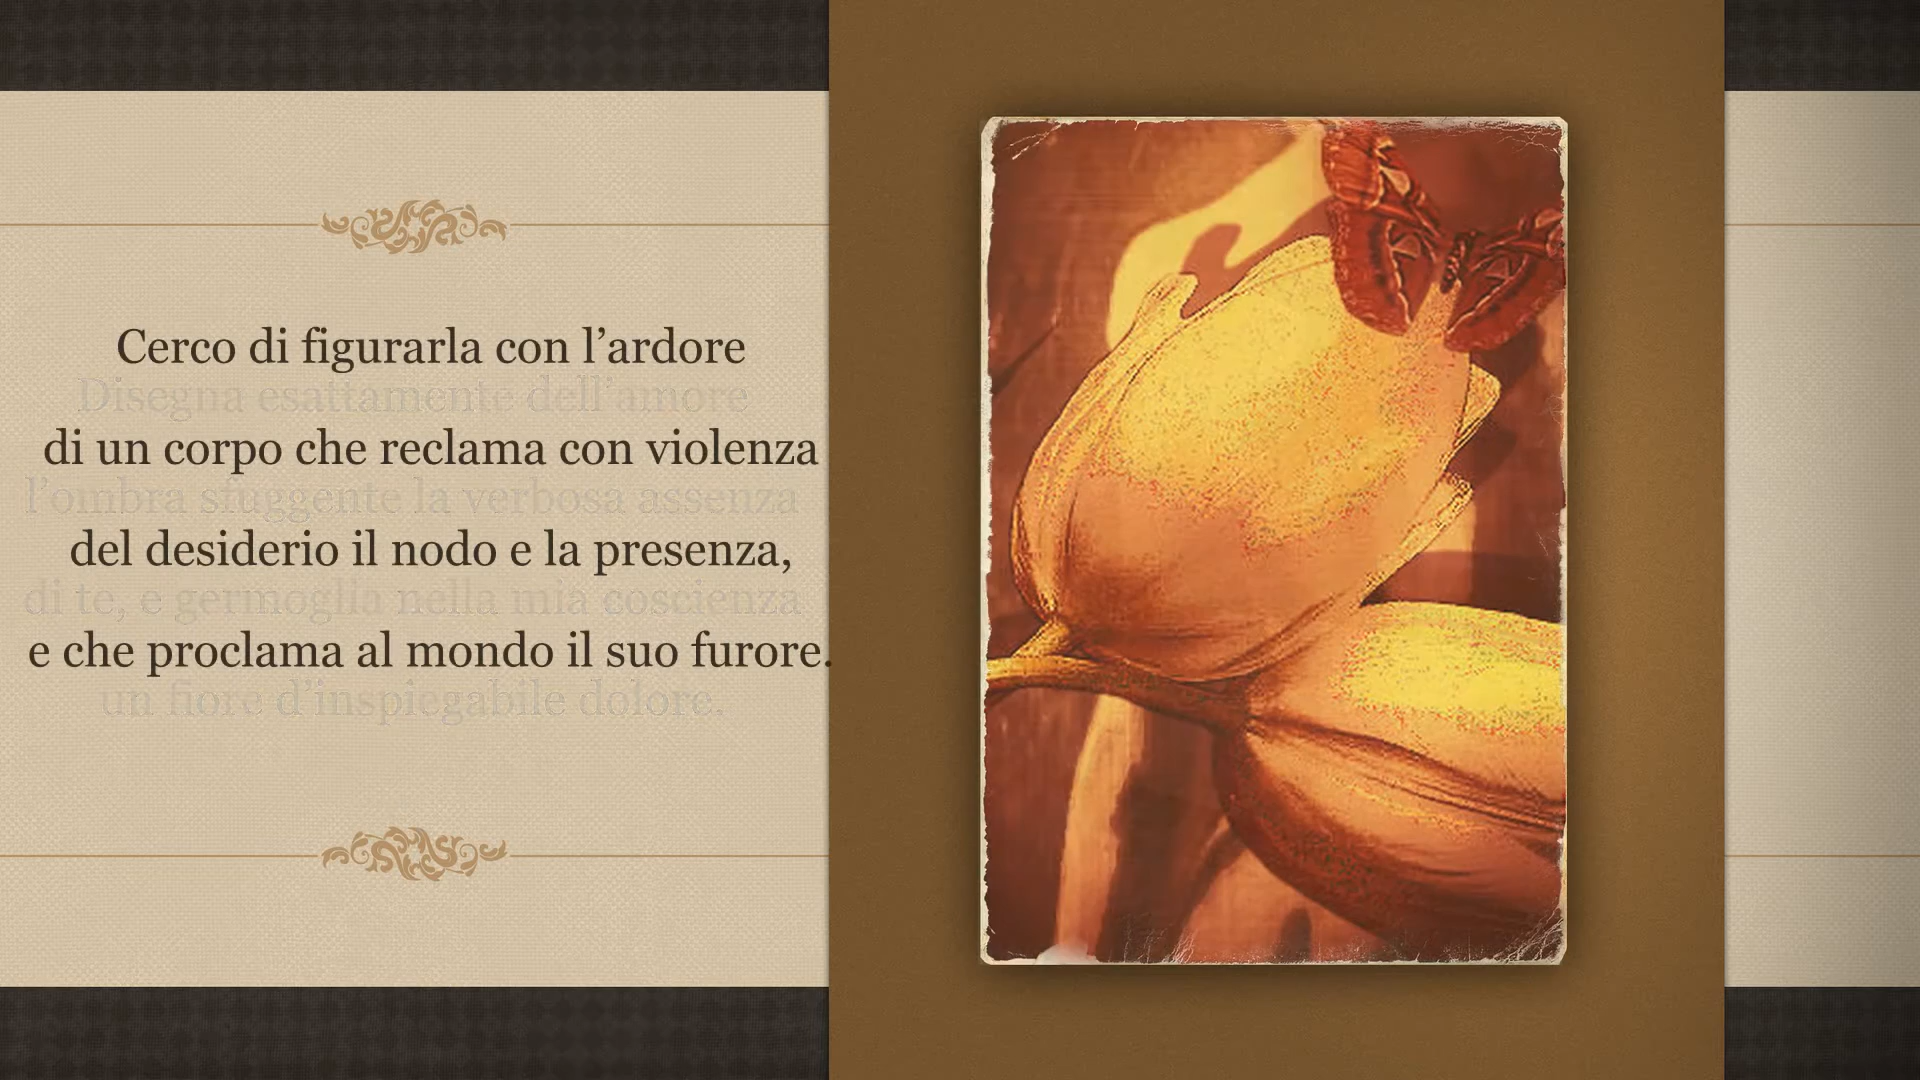 Cerco di figurarla con l’ardore
Disegna esattamente dell’amore
di un corpo che reclama con violenza
l’ombra sfuggente la verbosa assenza
del desiderio il nodo e la presenza,
di te, e germoglia nella mia coscienza
e che proclama al mondo il suo furore.
un fiore d’inspiegabile dolore.